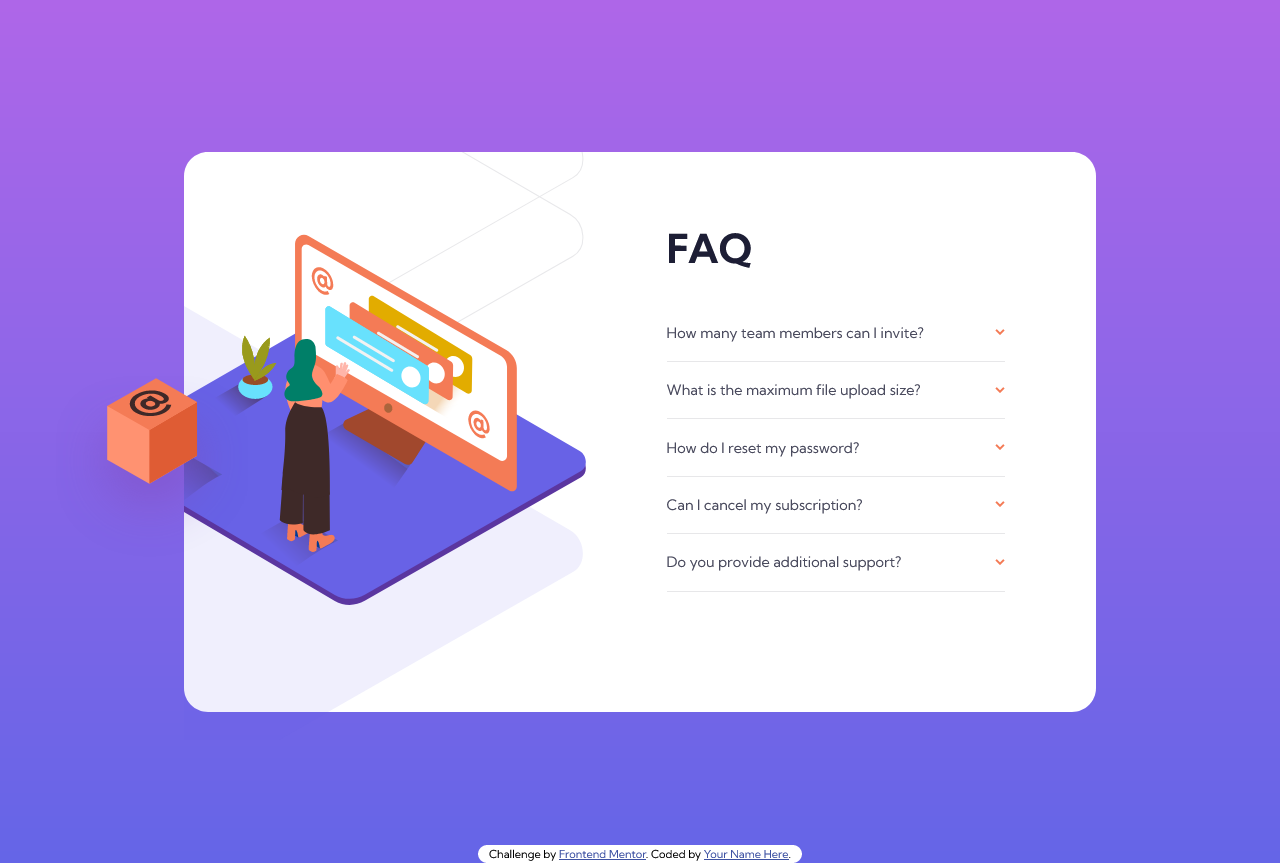 FAQ
How many team members can I invite?
What is the maximum file upload size?
How do I reset my password?
Can I cancel my subscription?
Do you provide additional support?
@
@
@
Challenge by Frontend Mentor. Coded by Your Name Here.